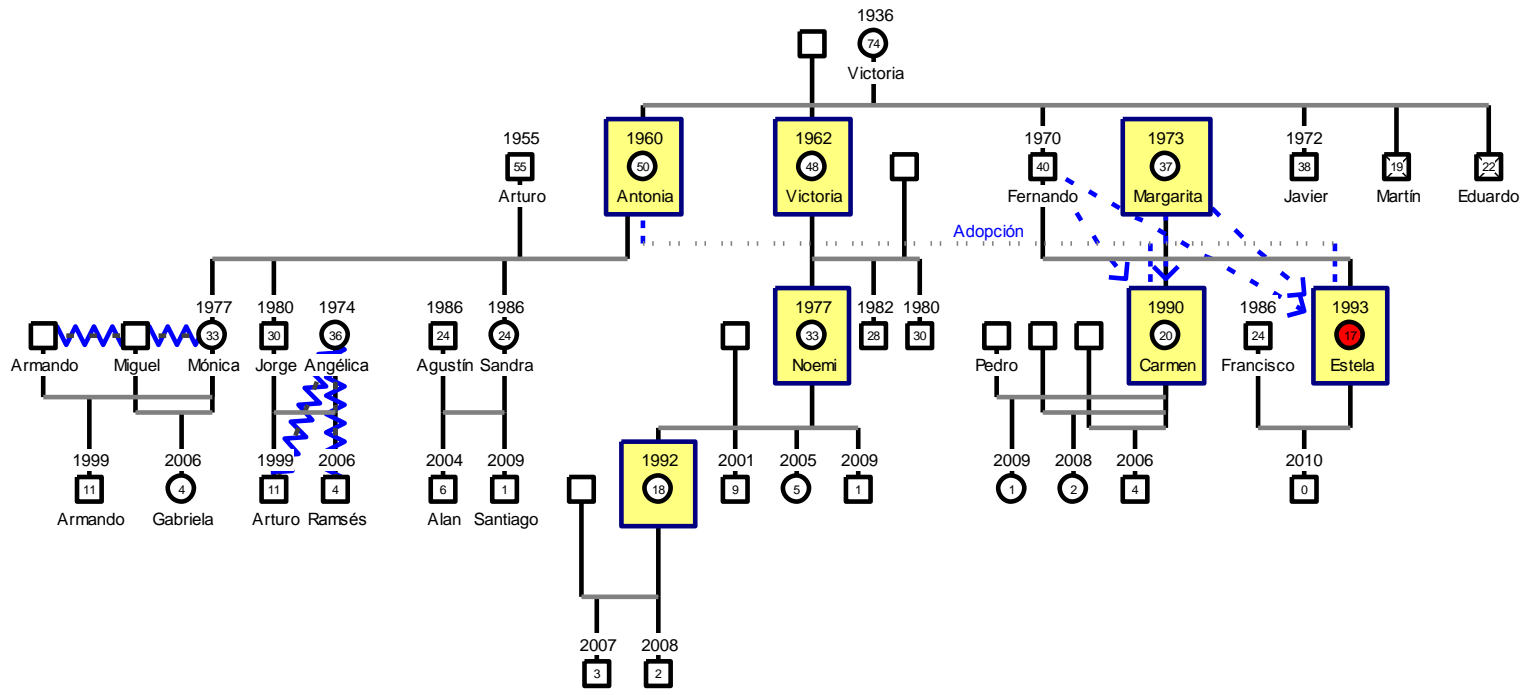 1936
74
Victoria
1955 1960 1962 1970 1973 1972
55 50 48 40 37 38 19 22
Arturo Antonia Victoria Fernando Margarita Javier Martín Eduardo
Adopción
1977 1980 1974 1986 1986 1977 1982 1980 1990 1986 1993
33 30 36 24 24 33 28 30 20 24 17
Armando Miguel Mónica Jorge Angélica Agustín Sandra Noemi Pedro Carmen Francisco Estela
1999 2006 1999 2006 2004 2009 1992 2001 2005 2009 2009 2008 2006 2010
11 4 11 4 6 1 18 9 5 1 1 2 4 0
Armando Gabriela Arturo Ramsés Alan Santiago
2007 2008
3 2